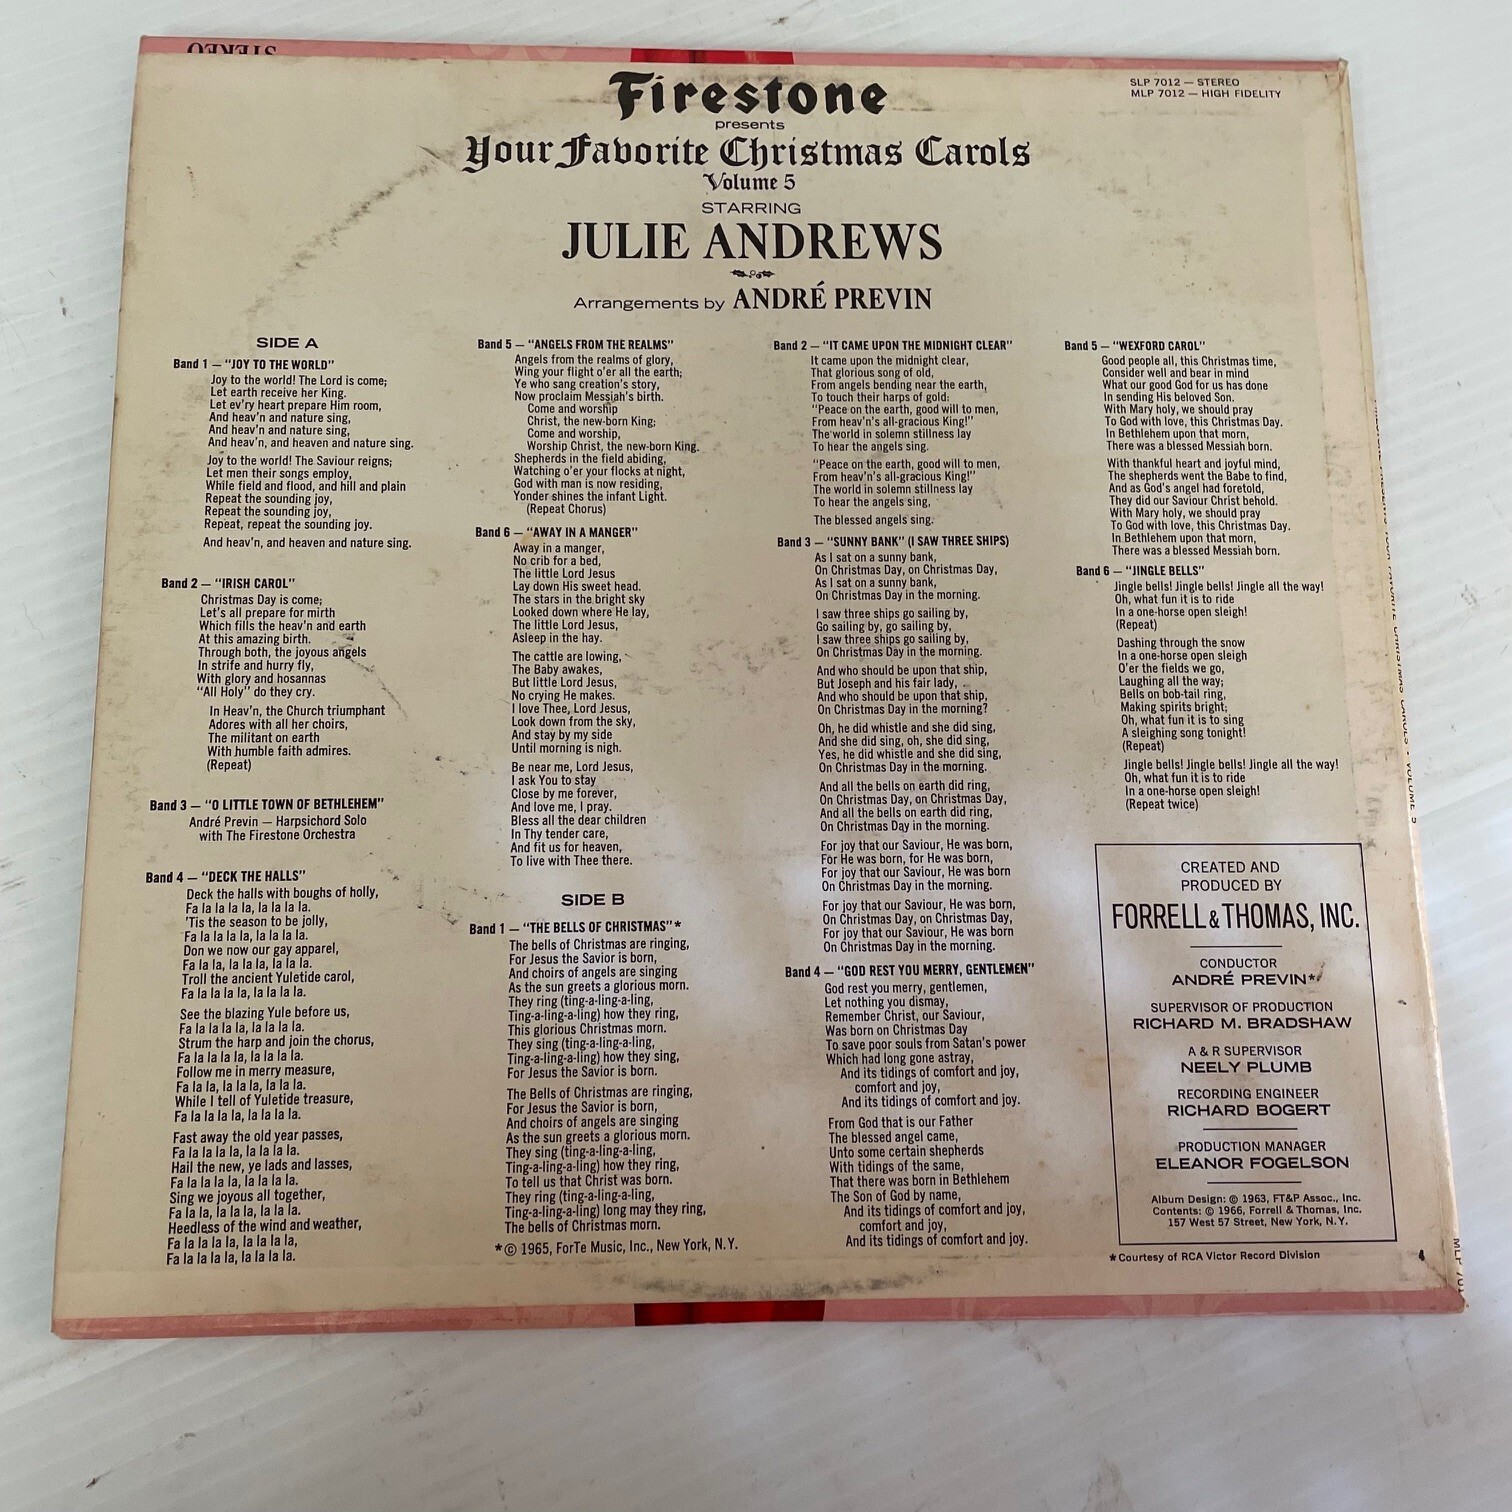 STEREO
Firestone
presents
Your Favorite Christmas Carols
Volume 5
STARRING
JULIE ANDREWS
Arrangements by ANDRÉ PREVIN
SLP 7012 — STEREO
MLP 7012 — HIGH FIDELITY
SIDE A
Band 1 — "JOY TO THE WORLD"
Joy to the world! The Lord is come;
Let earth receive her King.
Let ev'ry heart prepare Him room,
And heav'n and nature sing,
And heav'n and nature sing,
And heav'n, and heaven and nature sing.
Joy to the world! The Saviour reigns;
Let men their songs employ,
While field and flood, and hill and plain
Repeat the sounding joy,
Repeat the sounding joy,
Repeat, repeat the sounding joy.
And heav'n, and heaven and nature sing.
Band 2 — "IRISH CAROL"
Christmas Day is come;
Let's all prepare for mirth
Which fills the heav'n and earth
At this amazing birth.
Through both, the joyous angels
In strife and hurry fly,
With glory and hosannas
"All Holy" do they cry.
In Heav'n, the Church triumphant
Adores with all her choirs,
The militant on earth
With humble faith admires.
(Repeat)
Band 3 — "O LITTLE TOWN OF BETHLEHEM"
André Previn — Harpsichord Solo
with The Firestone Orchestra
Band 4 — "DECK THE HALLS"
Deck the halls with boughs of holly,
Fa la la la la, la la la la.
'Tis the season to be jolly,
Fa la la la la, la la la la.
Don we now our gay apparel,
Fa la la, la la la, la la la.
Troll the ancient Yuletide carol,
Fa la la la la, la la la la.
See the blazing Yule before us,
Fa la la la la, la la la la.
Strum the harp and join the chorus,
Fa la la la la, la la la la.
Follow me in merry measure,
Fa la la, la la la, la la la.
While I tell of Yuletide treasure,
Fa la la la la, la la la la.
Fast away the old year passes,
Fa la la la la, la la la la.
Hail the new, ye lads and lasses,
Fa la la la la, la la la la.
Sing we joyous all together,
Fa la la la la, la la la la.
Heedless of the wind and weather,
Fa la la la la, la la la la,
Fa la la la la, la la la la.
Band 5 — "ANGELS FROM THE REALMS"
Angels from the realms of glory,
Wing your flight o'er all the earth;
Ye who sang creation's story,
Now proclaim Messiah's birth.
Come and worship
Christ, the new-born King;
Come and worship,
Worship Christ, the new-born King.
Shepherds in the field abiding,
Watching o'er your flocks at night,
God with man is now residing,
Yonder shines the infant Light.
(Repeat Chorus)
Band 6 — "AWAY IN A MANGER"
Away in a manger,
No crib for a bed,
The little Lord Jesus
Lay down His sweet head.
The stars in the bright sky
Looked down where He lay,
The little Lord Jesus,
Asleep in the hay.
The cattle are lowing,
The Baby awakes,
But little Lord Jesus,
No crying He makes.
I love Thee, Lord Jesus,
Look down from the sky,
And stay by my side
Until morning is nigh.
Be near me, Lord Jesus,
I ask You to stay
Close by me forever,
And love me, I pray.
Bless all the dear children
In Thy tender care,
And fit us for heaven,
To live with Thee there.
SIDE B
Band 1 — "THE BELLS OF CHRISTMAS"*
The bells of Christmas are ringing,
For Jesus the Savior is born,
And choirs of angels are singing
As the sun greets a glorious morn.
They ring (ting-a-ling-a-ling,
Ting-a-ling-a-ling) how they ring,
This glorious Christmas morn.
They sing (ting-a-ling-a-ling,
Ting-a-ling-a-ling) how they sing,
For Jesus the Savior is born.
The Bells of Christmas are ringing,
For Jesus the Savior is born,
And choirs of angels are singing
As the sun greets a glorious morn.
They sing (ting-a-ling-a-ling,
Ting-a-ling-a-ling) how they ring,
To tell us that Christ was born.
They ring (ting-a-ling-a-ling,
Ting-a-ling-a-ling) long may they ring,
The bells of Christmas morn.
*© 1965, ForTe Music, Inc., New York, N.Y.
Band 2 — "IT CAME UPON THE MIDNIGHT CLEAR"
It came upon the midnight clear,
That glorious song of old,
From angels bending near the earth,
To touch their harps of gold:
"Peace on the earth, good will to men,
From heav'n's all-gracious King!"
The world in solemn stillness lay
To hear the angels sing.
"Peace on the earth, good will to men,
From heav'n's all-gracious King!"
The world in solemn stillness lay
To hear the angels sing,
The blessed angels sing.
Band 3 — "SUNNY BANK" (I SAW THREE SHIPS)
As I sat on a sunny bank,
On Christmas Day, on Christmas Day,
As I sat on a sunny bank,
On Christmas Day in the morning.
I saw three ships go sailing by,
Go sailing by, go sailing by,
I saw three ships go sailing by,
On Christmas Day in the morning.
And who should be upon that ship,
But Joseph and his fair lady,
And who should be upon that ship,
On Christmas Day in the morning?
Oh, he did whistle and she did sing,
And she did sing, oh, she did sing,
Yes, he did whistle and she did sing,
On Christmas Day in the morning.
And all the bells on earth did ring,
On Christmas Day, on Christmas Day,
And all the bells on earth did ring,
On Christmas Day in the morning.
For joy that our Saviour, He was born,
For He was born, for He was born,
For joy that our Saviour, He was born
On Christmas Day in the morning.
For joy that our Saviour, He was born,
On Christmas Day, on Christmas Day,
For joy that our Saviour, He was born
On Christmas Day in the morning.
Band 4 — "GOD REST YOU MERRY, GENTLEMEN"
God rest you merry, gentlemen,
Let nothing you dismay,
Remember Christ, our Saviour,
Was born on Christmas Day
To save poor souls from Satan's power
Which had long gone astray,
And its tidings of comfort and joy,
comfort and joy,
And its tidings of comfort and joy.
From God that is our Father
The blessed angel came,
Unto some certain shepherds
With tidings of the same,
That there was born in Bethlehem
The Son of God by name,
And its tidings of comfort and joy,
comfort and joy,
And its tidings of comfort and joy.
Band 5 — "WEXFORD CAROL"
Good people all, this Christmas time,
Consider well and bear in mind
What our good God for us has done
In sending His beloved Son.
With Mary holy, we should pray
To God with love, this Christmas Day.
In Bethlehem upon that morn,
There was a blessed Messiah born.
With thankful heart and joyful mind,
The shepherds went the Babe to find,
And as God's angel had foretold,
They did our Saviour Christ behold.
With Mary holy, we should pray
To God with love, this Christmas Day.
In Bethlehem upon that morn,
There was a blessed Messiah born.
Band 6 — "JINGLE BELLS"
Jingle bells! Jingle bells! Jingle all the way!
Oh, what fun it is to ride
In a one-horse open sleigh!
(Repeat)
Dashing through the snow
In a one-horse open sleigh
O'er the fields we go,
Laughing all the way;
Bells on bob-tail ring,
Making spirits bright;
Oh, what fun it is to sing
A sleighing song tonight!
(Repeat)
Jingle bells! Jingle bells! Jingle all the way!
Oh, what fun it is to ride
In a one-horse open sleigh!
(Repeat twice)
CREATED AND
PRODUCED BY
FORRELL & THOMAS, INC.
CONDUCTOR
ANDRÉ PREVIN*
SUPERVISOR OF PRODUCTION
RICHARD M. BRADSHAW
A & R SUPERVISOR
NEELY PLUMB
RECORDING ENGINEER
RICHARD BOGERT
PRODUCTION MANAGER
ELEANOR FOGELSON
Album Design: © 1963, FT&P Assoc., Inc.
Contents: © 1966, Forrell & Thomas, Inc.
157 West 57 Street, New York, N.Y.
*Courtesy of RCA Victor Record Division
4
YOUR FAVORITE CHRISTMAS CAROLS • VOLUME 5